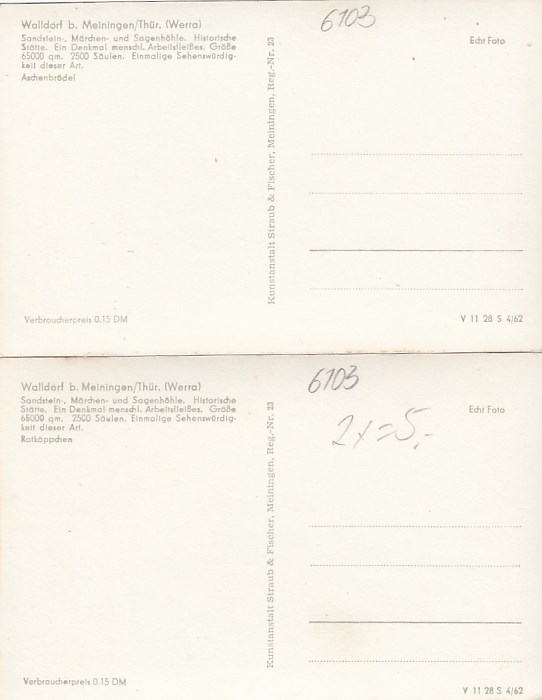 Walldorf b. Meiningen/Thür. (Werra)
Sandstein-, Märchen- und Sagenhöhle. Historische
Stätte. Ein Denkmal menschl. Arbeitsfleißes. Größe
65000 qm. 2500 Säulen. Einmalige Sehenswürdig-
keit dieser Art.
Aschenbrödel
Verbraucherpreis 0.15 DM
Kunstanstalt Straub & Fischer, Meiningen, Reg.-Nr. 23
6103
Echt Foto
V 11 28 S 4/62
Walldorf b. Meiningen/Thür. (Werra)
Sandstein-, Märchen- und Sagenhöhle. Historische
Stätte. Ein Denkmal menschl. Arbeitsfleißes. Größe
65000 qm. 2500 Säulen. Einmalige Sehenswürdig-
keit dieser Art.
Rotkäppchen
Verbraucherpreis 0.15 DM
Kunstanstalt Straub & Fischer, Meiningen, Reg.-Nr. 23
6103
Echt Foto
2x=5,-
V 11 28 S 4/62